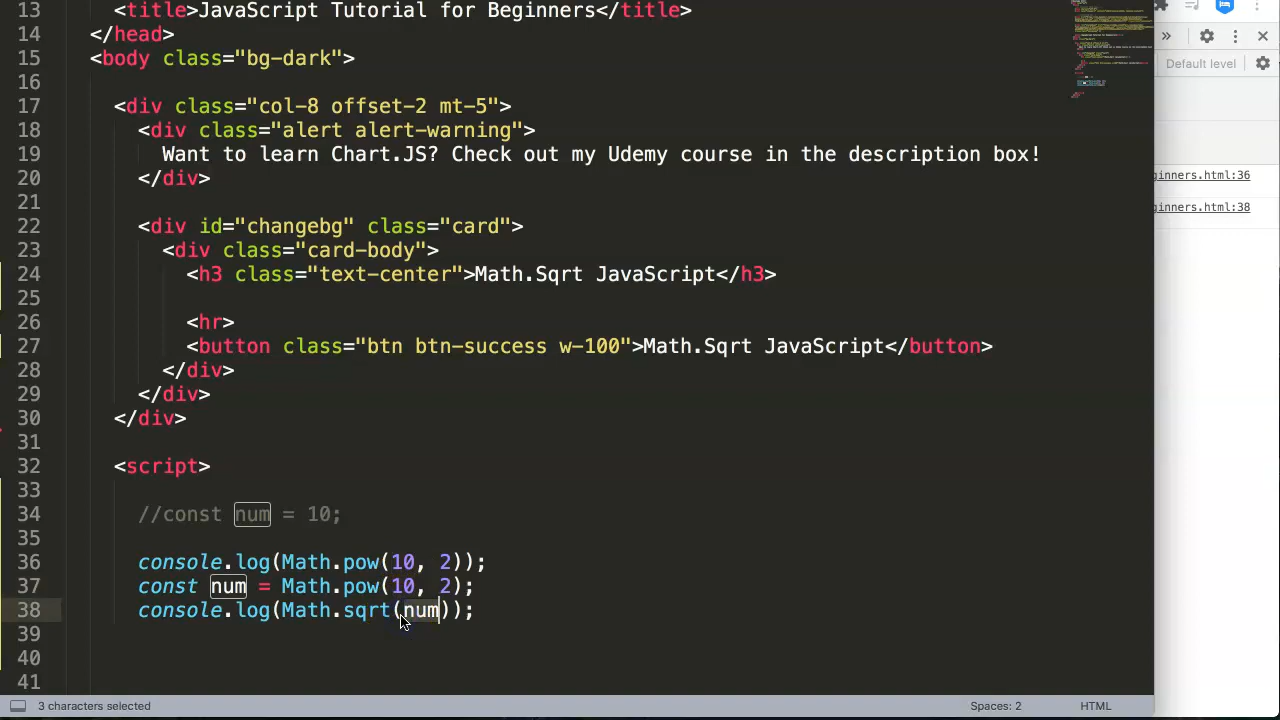 13 <title>JavaScript Tutorial for Beginners</title>
14 </head>
15 <body class="bg-dark">
16
17 <div class="col-8 offset-2 mt-5">
18 <div class="alert alert-warning">
19 Want to learn Chart.JS? Check out my Udemy course in the description box!
20 </div>
21
22 <div id="changebg" class="card">
23 <div class="card-body">
24 <h3 class="text-center">Math.Sqrt JavaScript</h3>
25
26 <hr>
27 <button class="btn btn-success w-100">Math.Sqrt JavaScript</button>
28 </div>
29 </div>
30 </div>
31
32 <script>
33
34 //const num = 10;
35
36 console.log(Math.pow(10, 2));
37 const num = Math.pow(10, 2);
38 console.log(Math.sqrt(num));
39
40
41
3 characters selected
Spaces: 2
HTML
Default level
ginners.html:36
ginners.html:38